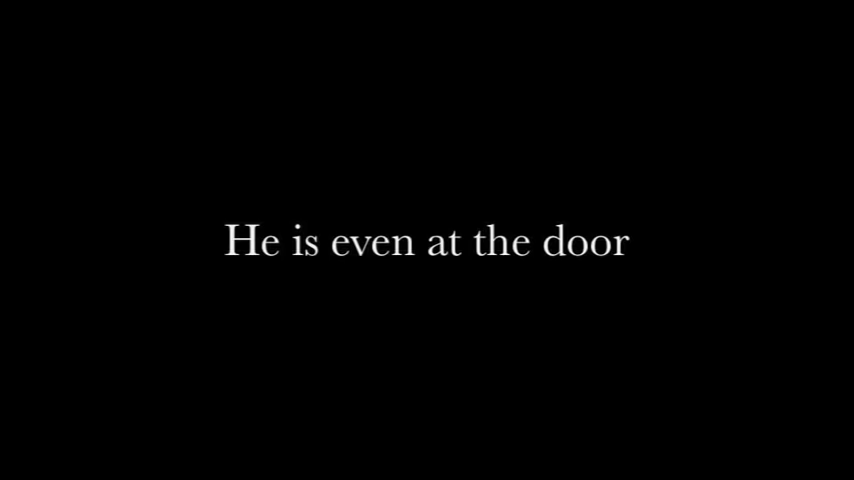 He is even at the door